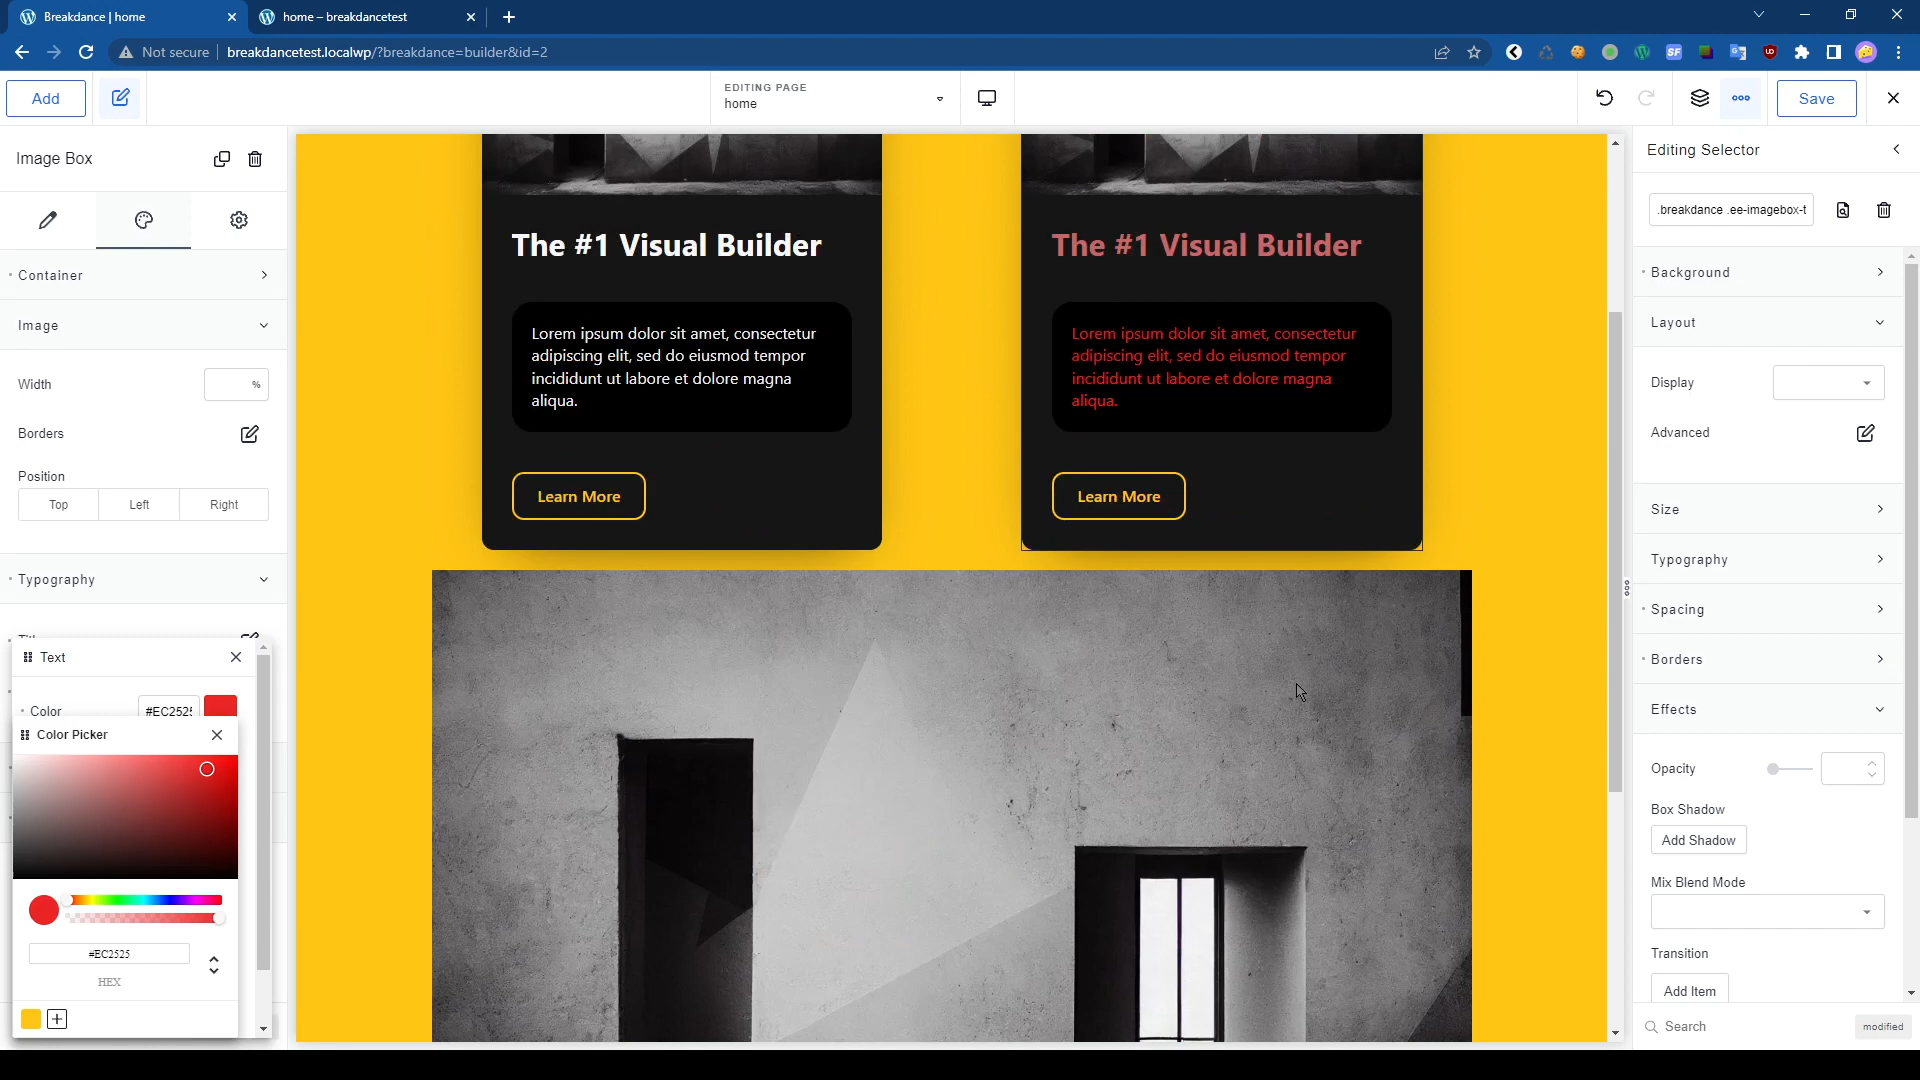 Breakdance | home
home – breakdancetest
Not secure
breakdancetest.localwp/?breakdance=builder&id=2
Add
EDITING PAGE
home
Save
Image Box
Container
Image
Width
%
Borders
Position
Top
Left
Right
Typography
Text
Color
#EC2525
Color Picker
#EC2525
HEX
The #1 Visual Builder
Lorem ipsum dolor sit amet, consectetur
adipiscing elit, sed do eiusmod tempor
incididunt ut labore et dolore magna
aliqua.
Learn More
The #1 Visual Builder
Lorem ipsum dolor sit amet, consectetur
adipiscing elit, sed do eiusmod tempor
incididunt ut labore et dolore magna
aliqua.
Learn More
Editing Selector
.breakdance .ee-imagebox-t
Background
Layout
Display
Advanced
Size
Typography
Spacing
Borders
Effects
Opacity
Box Shadow
Add Shadow
Mix Blend Mode
Transition
Add Item
Search
modified